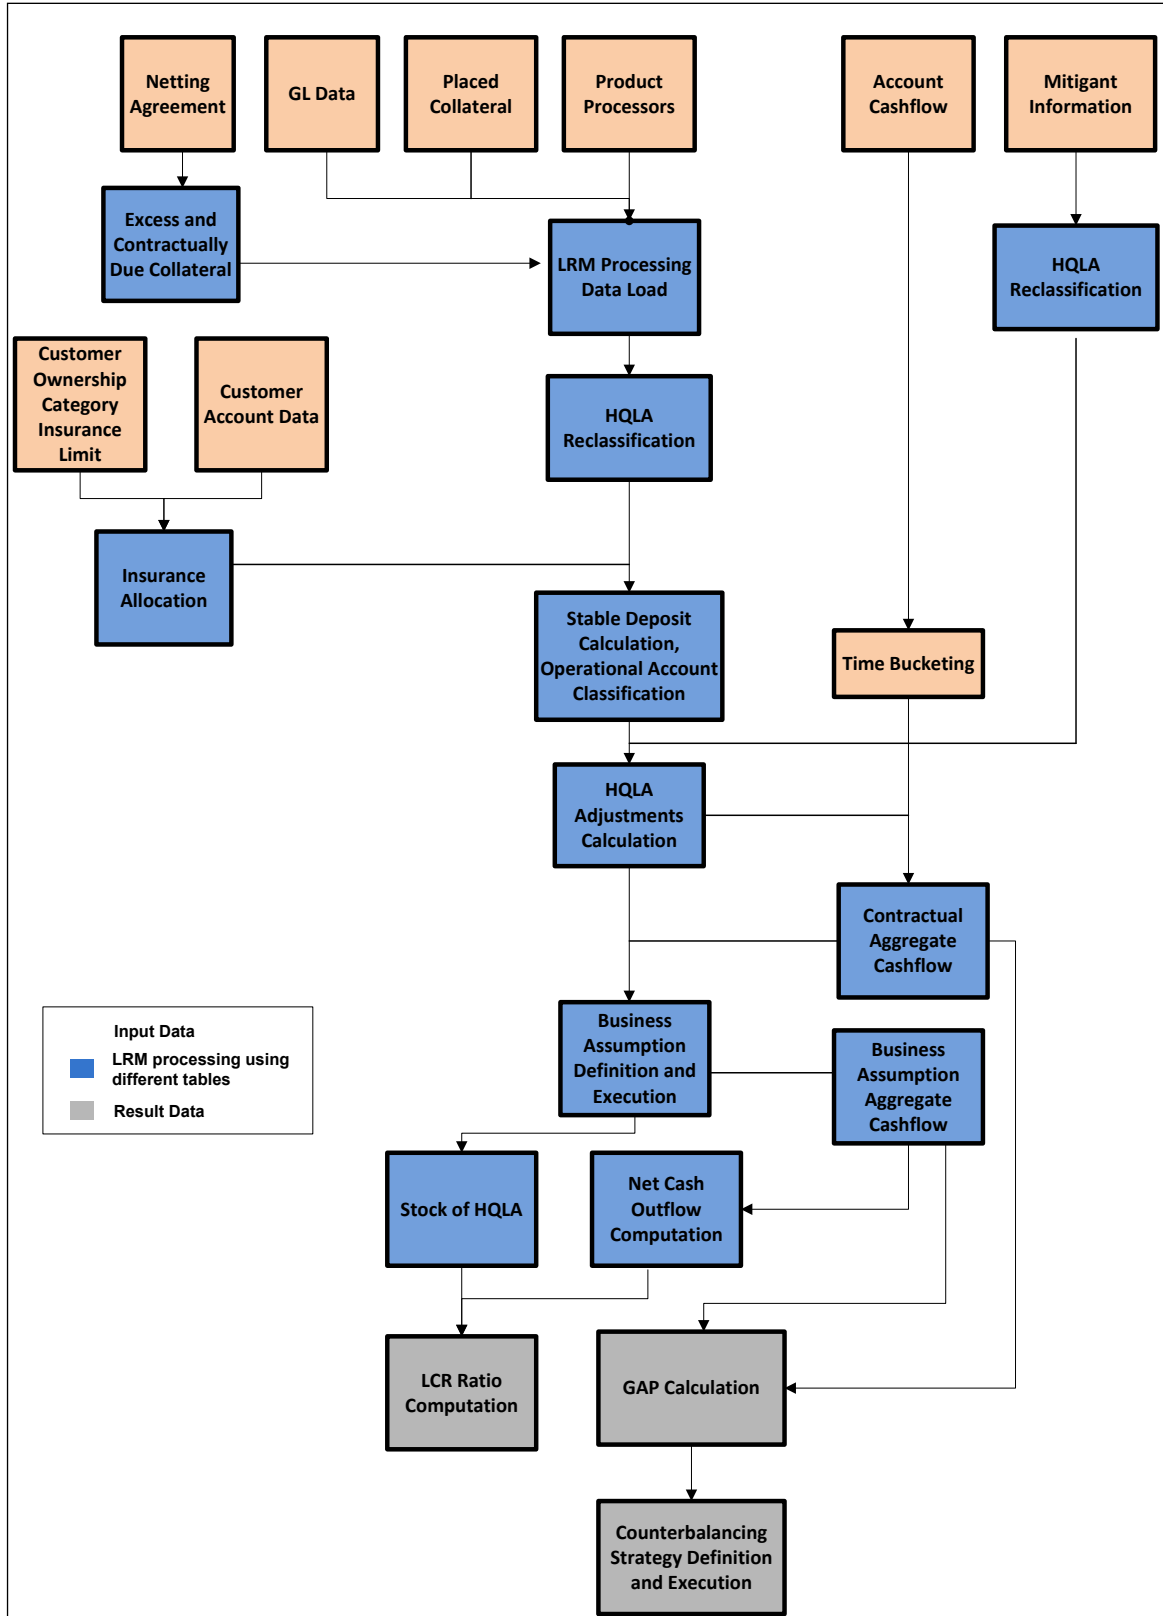 Netting
Agreement
GL Data
Placed
Collateral
Product
Processors
Account
Cashflow
Mitigant
Information
Excess and
Contractually
Due Collateral
LRM Processing
Data Load
HQLA
Reclassification
Customer
Ownership
Category
Insurance
Limit
Customer
Account Data
HQLA
Reclassification
Insurance
Allocation
Stable Deposit
Calculation,
Operational Account
Classification
Time Bucketing
HQLA
Adjustments
Calculation
Contractual
Aggregate
Cashflow
Input Data
LRM processing using
different tables
Result Data
Business
Assumption
Definition and
Execution
Business
Assumption
Aggregate
Cashflow
Stock of HQLA
Net Cash
Outflow
Computation
LCR Ratio
Computation
GAP Calculation
Counterbalancing
Strategy Definition
and Execution